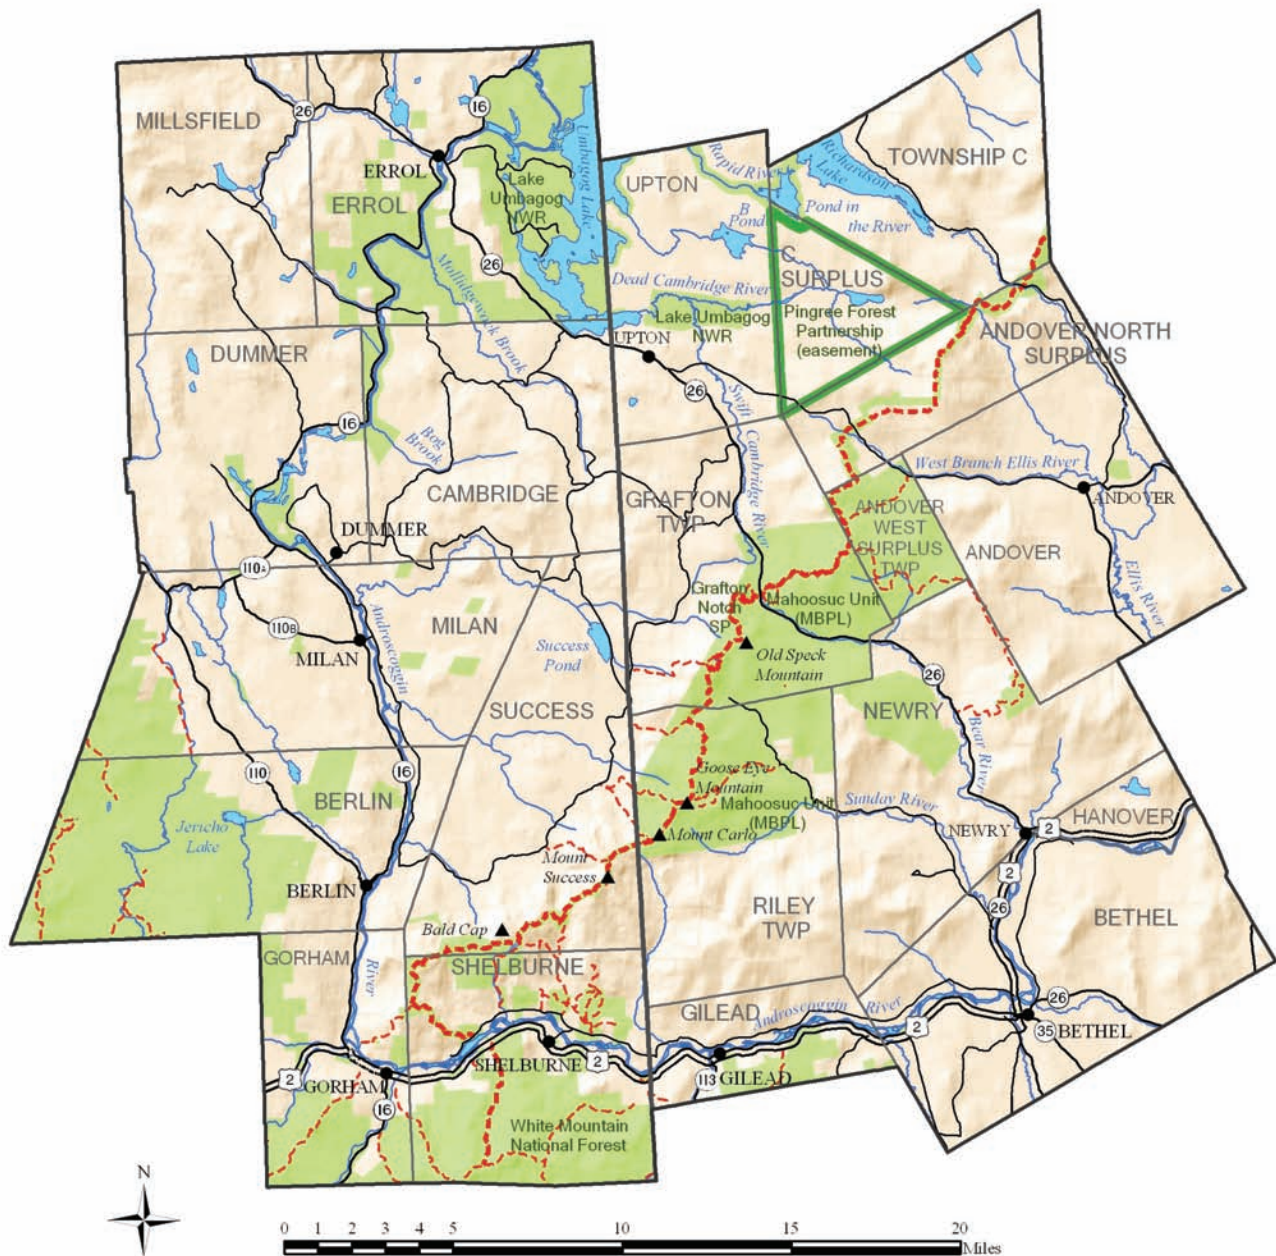 MILLSFIELD
26
16
ERROL
ERROL
Lake
Umbagog
NWR
Umbagog Lake
26
Mollidgewock Brook
UPTON
Rapid River
Richardson
Lake
TOWNSHIP C
B
Pond
Pond in
the River
C
SURPLUS
Dead Cambridge River
Lake Umbagog
NWR
Pingree Forest
Partnership
(easement)
ANDOVER NORTH
SURPLUS
UPTON
26
DUMMER
16
Bog
Brook
CAMBRIDGE
DUMMER
GRAFTON
TWP
Swift Cambridge River
West Branch Ellis River
ANDOVER
ANDOVER
WEST
SURPLUS
TWP
ANDOVER
Ellis River
110A
110B
MILAN
MILAN
Androscoggin
Success
Pond
Grafton
Notch
SP
Mahoosuc Unit
(MBPL)
Old Speck
Mountain
26
NEWRY
Bear River
SUCCESS
110
16
BERLIN
Jericho
Lake
Goose Eye
Mountain
Mahoosuc Unit
(MBPL)
Sunday River
Mount Carlo
NEWRY
2
HANOVER
Mount
Success
BERLIN
2
26
RILEY
TWP
BETHEL
Bald Cap
GORHAM
River
SHELBURNE
GILEAD
Androscoggin River
2
26
35
BETHEL
SHELBURNE
2
2
GORHAM
16
113
GILEAD
White Mountain
National Forest
N
0 1 2 3 4 5 10 15 20
Miles